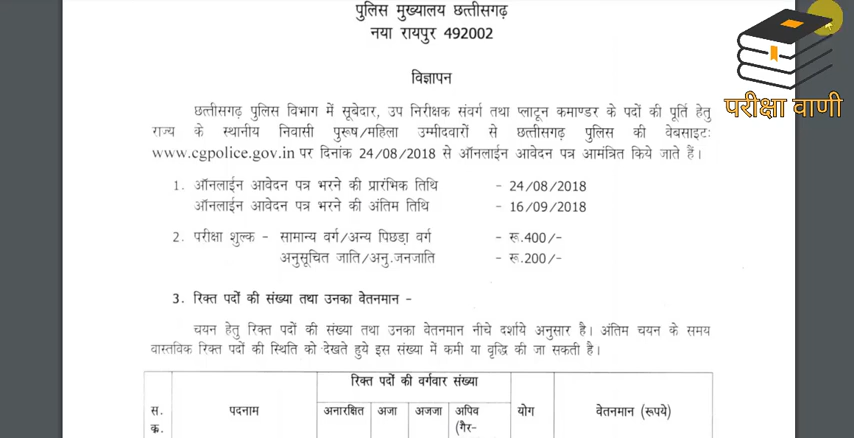 पुलिस मुख्यालय छत्तीसगढ़
नया रायपुर 492002
विज्ञापन
परीक्षा वाणी
छत्तीसगढ़ पुलिस विभाग में सूबेदार, उप निरीक्षक संवर्ग तथा प्लाटून कमाण्डर के पदों की पूर्ति हेतु
राज्य के स्थानीय निवासी पुरूष/महिला उम्मीदवारों से छत्तीसगढ़ पुलिस की वेबसाइटः
www.cgpolice.gov.in पर दिनांक 24/08/2018 से ऑनलाईन आवेदन पत्र आमंत्रित किये जाते हैं।
1. ऑनलाईन आवेदन पत्र भरने की प्रारंभिक तिथि - 24/08/2018
ऑनलाईन आवेदन पत्र भरने की अंतिम तिथि - 16/09/2018
2. परीक्षा शुल्क - सामान्य वर्ग/अन्य पिछड़ा वर्ग - रू.400/-
अनुसूचित जाति/अनु.जनजाति - रू.200/-
3. रिक्त पदों की संख्या तथा उनका वेतनमान -
चयन हेतु रिक्त पदों की संख्या तथा उनका वेतनमान नीचे दर्शाये अनुसार है। अंतिम चयन के समय
वास्तविक रिक्त पदों की स्थिति को देखते हुये इस संख्या में कमी या वृद्धि की जा सकती है।
रिक्त पदों की वर्गवार संख्या
स. पदनाम अनारक्षित अजा अजजा अपिव योग वेतनमान (रूपये)
क्र. (गैर-